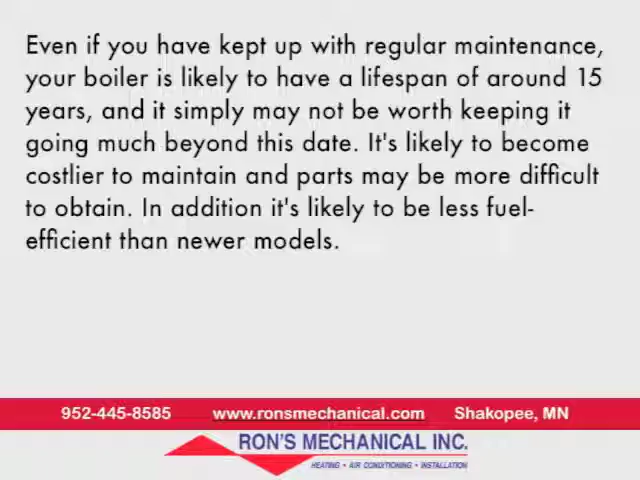 Even if you have kept up with regular maintenance,
your boiler is likely to have a lifespan of around 15
years, and it simply may not be worth keeping it
going much beyond this date. It's likely to become
costlier to maintain and parts may be more difficult
to obtain. In addition it's likely to be less fuel-
efficient than newer models.
952-445-8585 www.ronsmechanical.com Shakopee, MN
RON'S MECHANICAL INC.
HEATING • AIR CONDITIONING • INSTALLATION